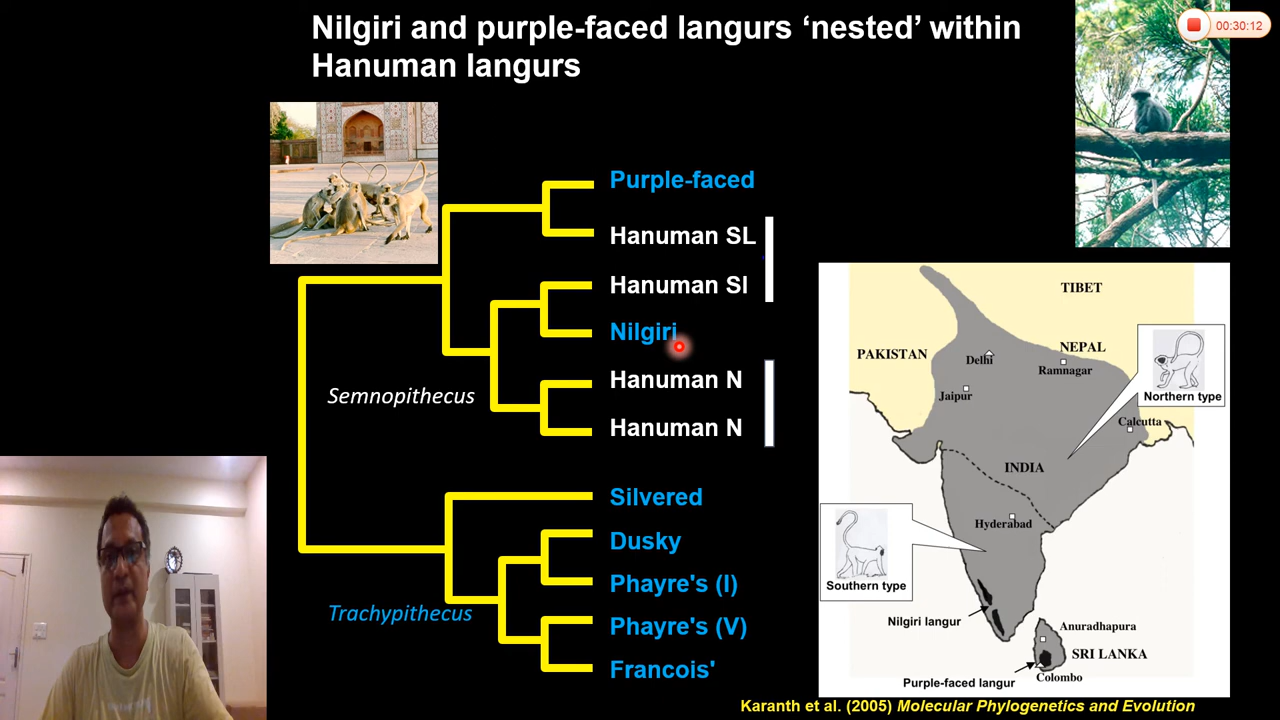 Nilgiri and purple-faced langurs ‘nested’ within
Hanuman langurs
00:30:12
Purple-faced
Hanuman SL
Hanuman SI
Nilgiri
Hanuman N
Hanuman N
Semnopithecus
Silvered
Dusky
Phayre's (I)
Phayre's (V)
Francois'
Trachypithecus
TIBET
PAKISTAN
NEPAL
Delhi
Ramnagar
Jaipur
Northern type
Calcutta
INDIA
Hyderabad
Southern type
Nilgiri langur
Anuradhapura
SRI LANKA
Colombo
Purple-faced langur
Karanth et al. (2005) Molecular Phylogenetics and Evolution